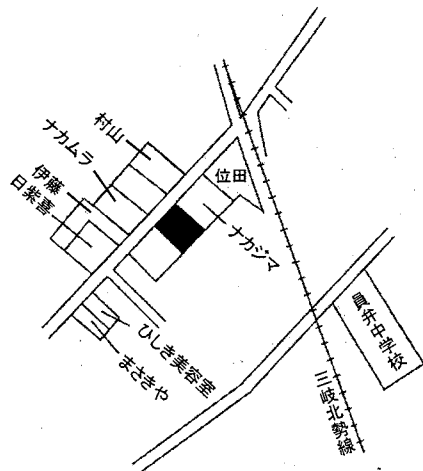 村山
ナカムラ
伊藤
日紫喜
位田
ナカジマ
ひしき美容室
まさきや
員弁中学校
三岐北勢線